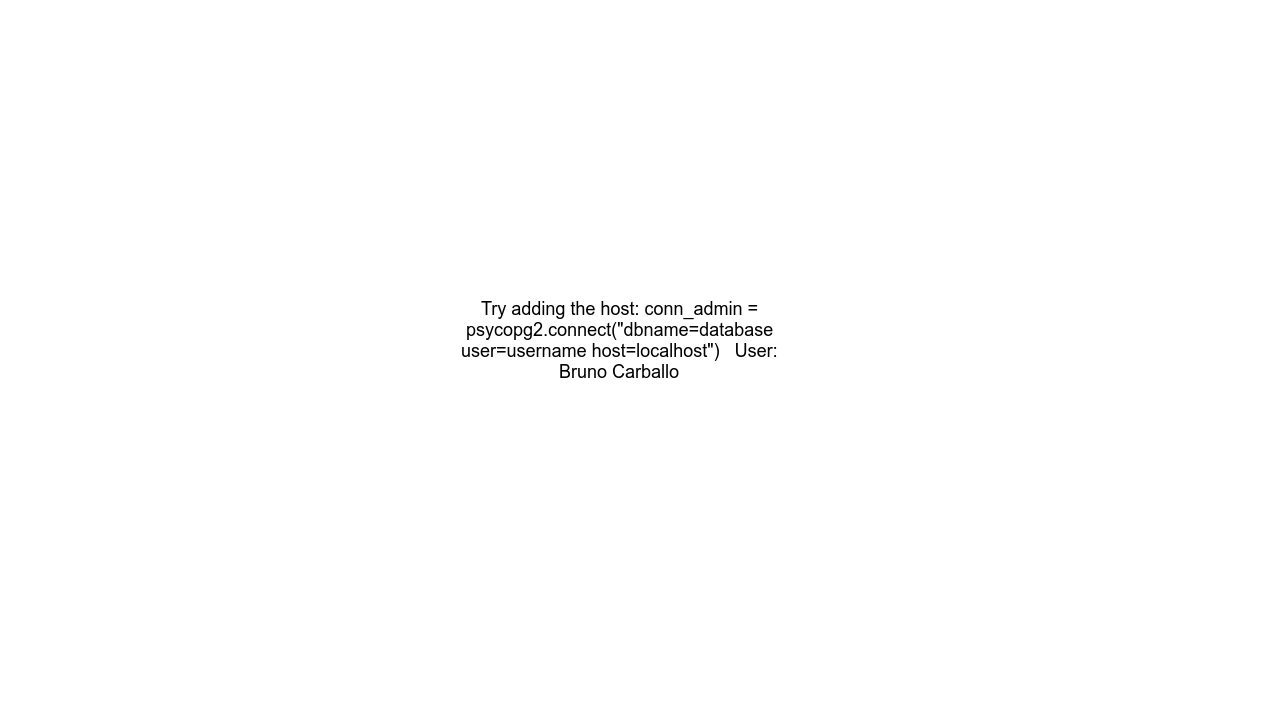 Try adding the host: conn_admin =
psycopg2.connect("dbname=database
user=username host=localhost")   User:
Bruno Carballo